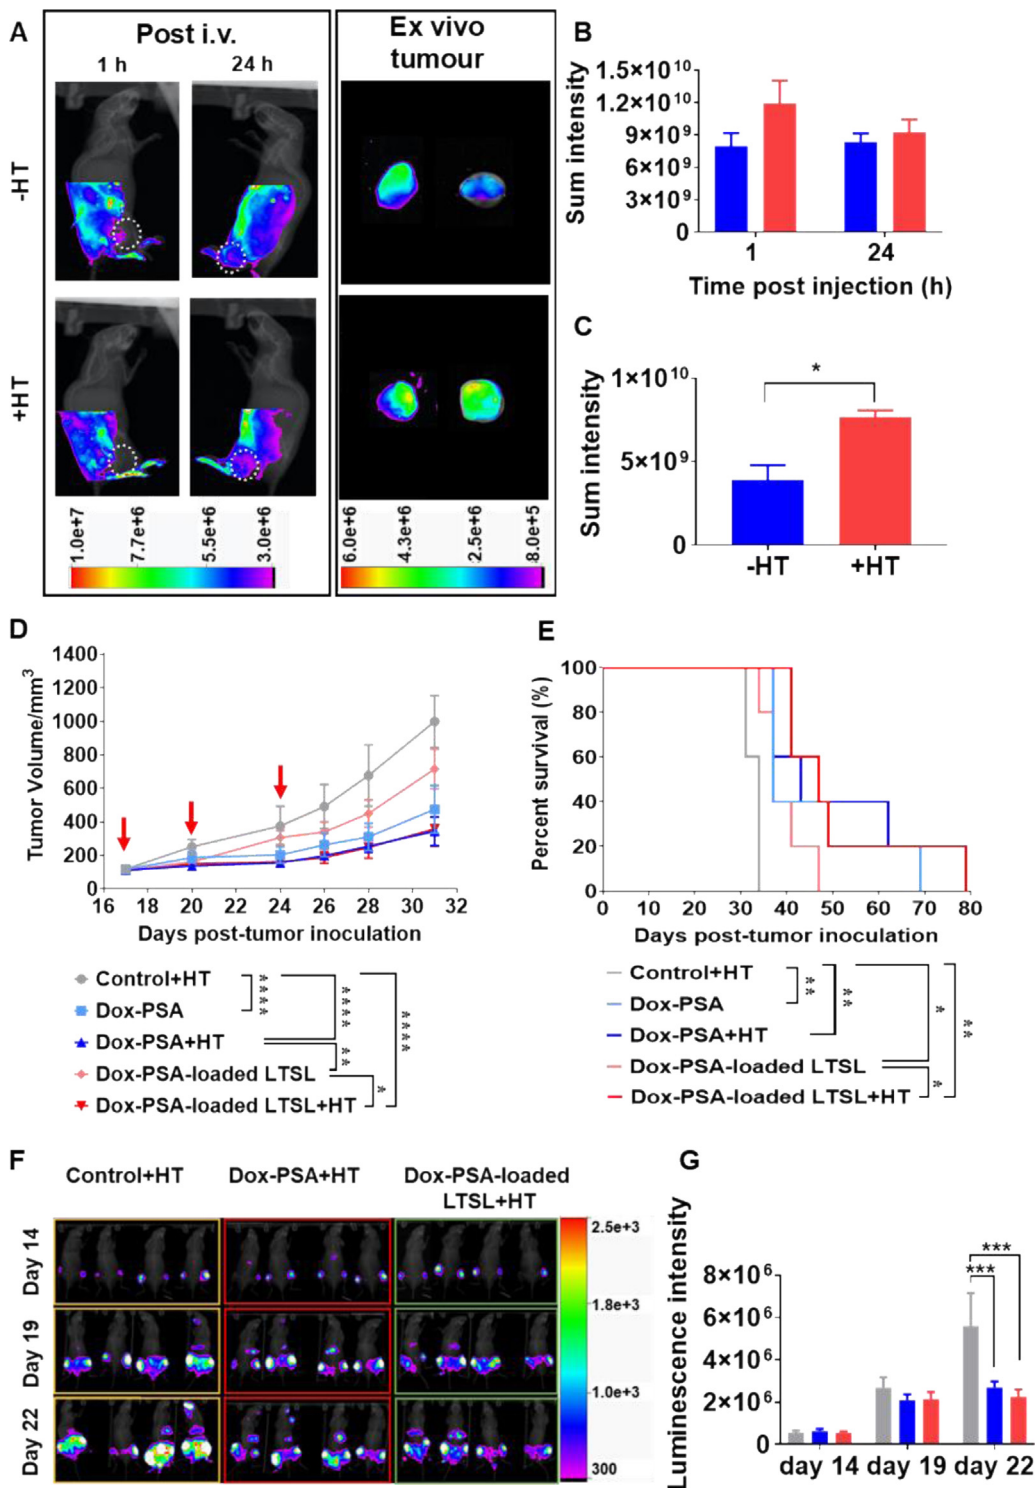 A
Post i.v.
1 h
24 h
Ex vivo
tumour
-HT
+HT
1.0e+7
7.7e+6
5.5e+6
3.0e+6
6.0e+6
4.3e+6
2.5e+6
8.0e+5
B
Sum intensity
1.5×10¹⁰
1.2×10¹⁰
9×10⁹
6×10⁹
3×10⁹
0
1
24
Time post injection (h)
C
Sum intensity
1×10¹⁰
5×10⁹
0
*
-HT
+HT
D
Tumor Volume/mm³
1400
1200
1000
800
600
400
200
0
16 18 20 22 24 26 28 30 32
Days post-tumor inoculation
Control+HT
Dox-PSA
Dox-PSA+HT
Dox-PSA-loaded LTSL
Dox-PSA-loaded LTSL+HT
****
****
**
*
****
E
Percent survival (%)
100
80
60
40
20
0
0 10 20 30 40 50 60 70 80
Days post-tumor inoculation
Control+HT
Dox-PSA
Dox-PSA+HT
Dox-PSA-loaded LTSL
Dox-PSA-loaded LTSL+HT
**
**
*
*
**
F
Control+HT
Dox-PSA+HT
Dox-PSA-loaded
LTSL+HT
Day 14
Day 19
Day 22
2.5e+3
1.8e+3
1.0e+3
300
G
Luminescence intensity
8×10⁶
6×10⁶
4×10⁶
2×10⁶
0
***
***
day 14 day 19 day 22